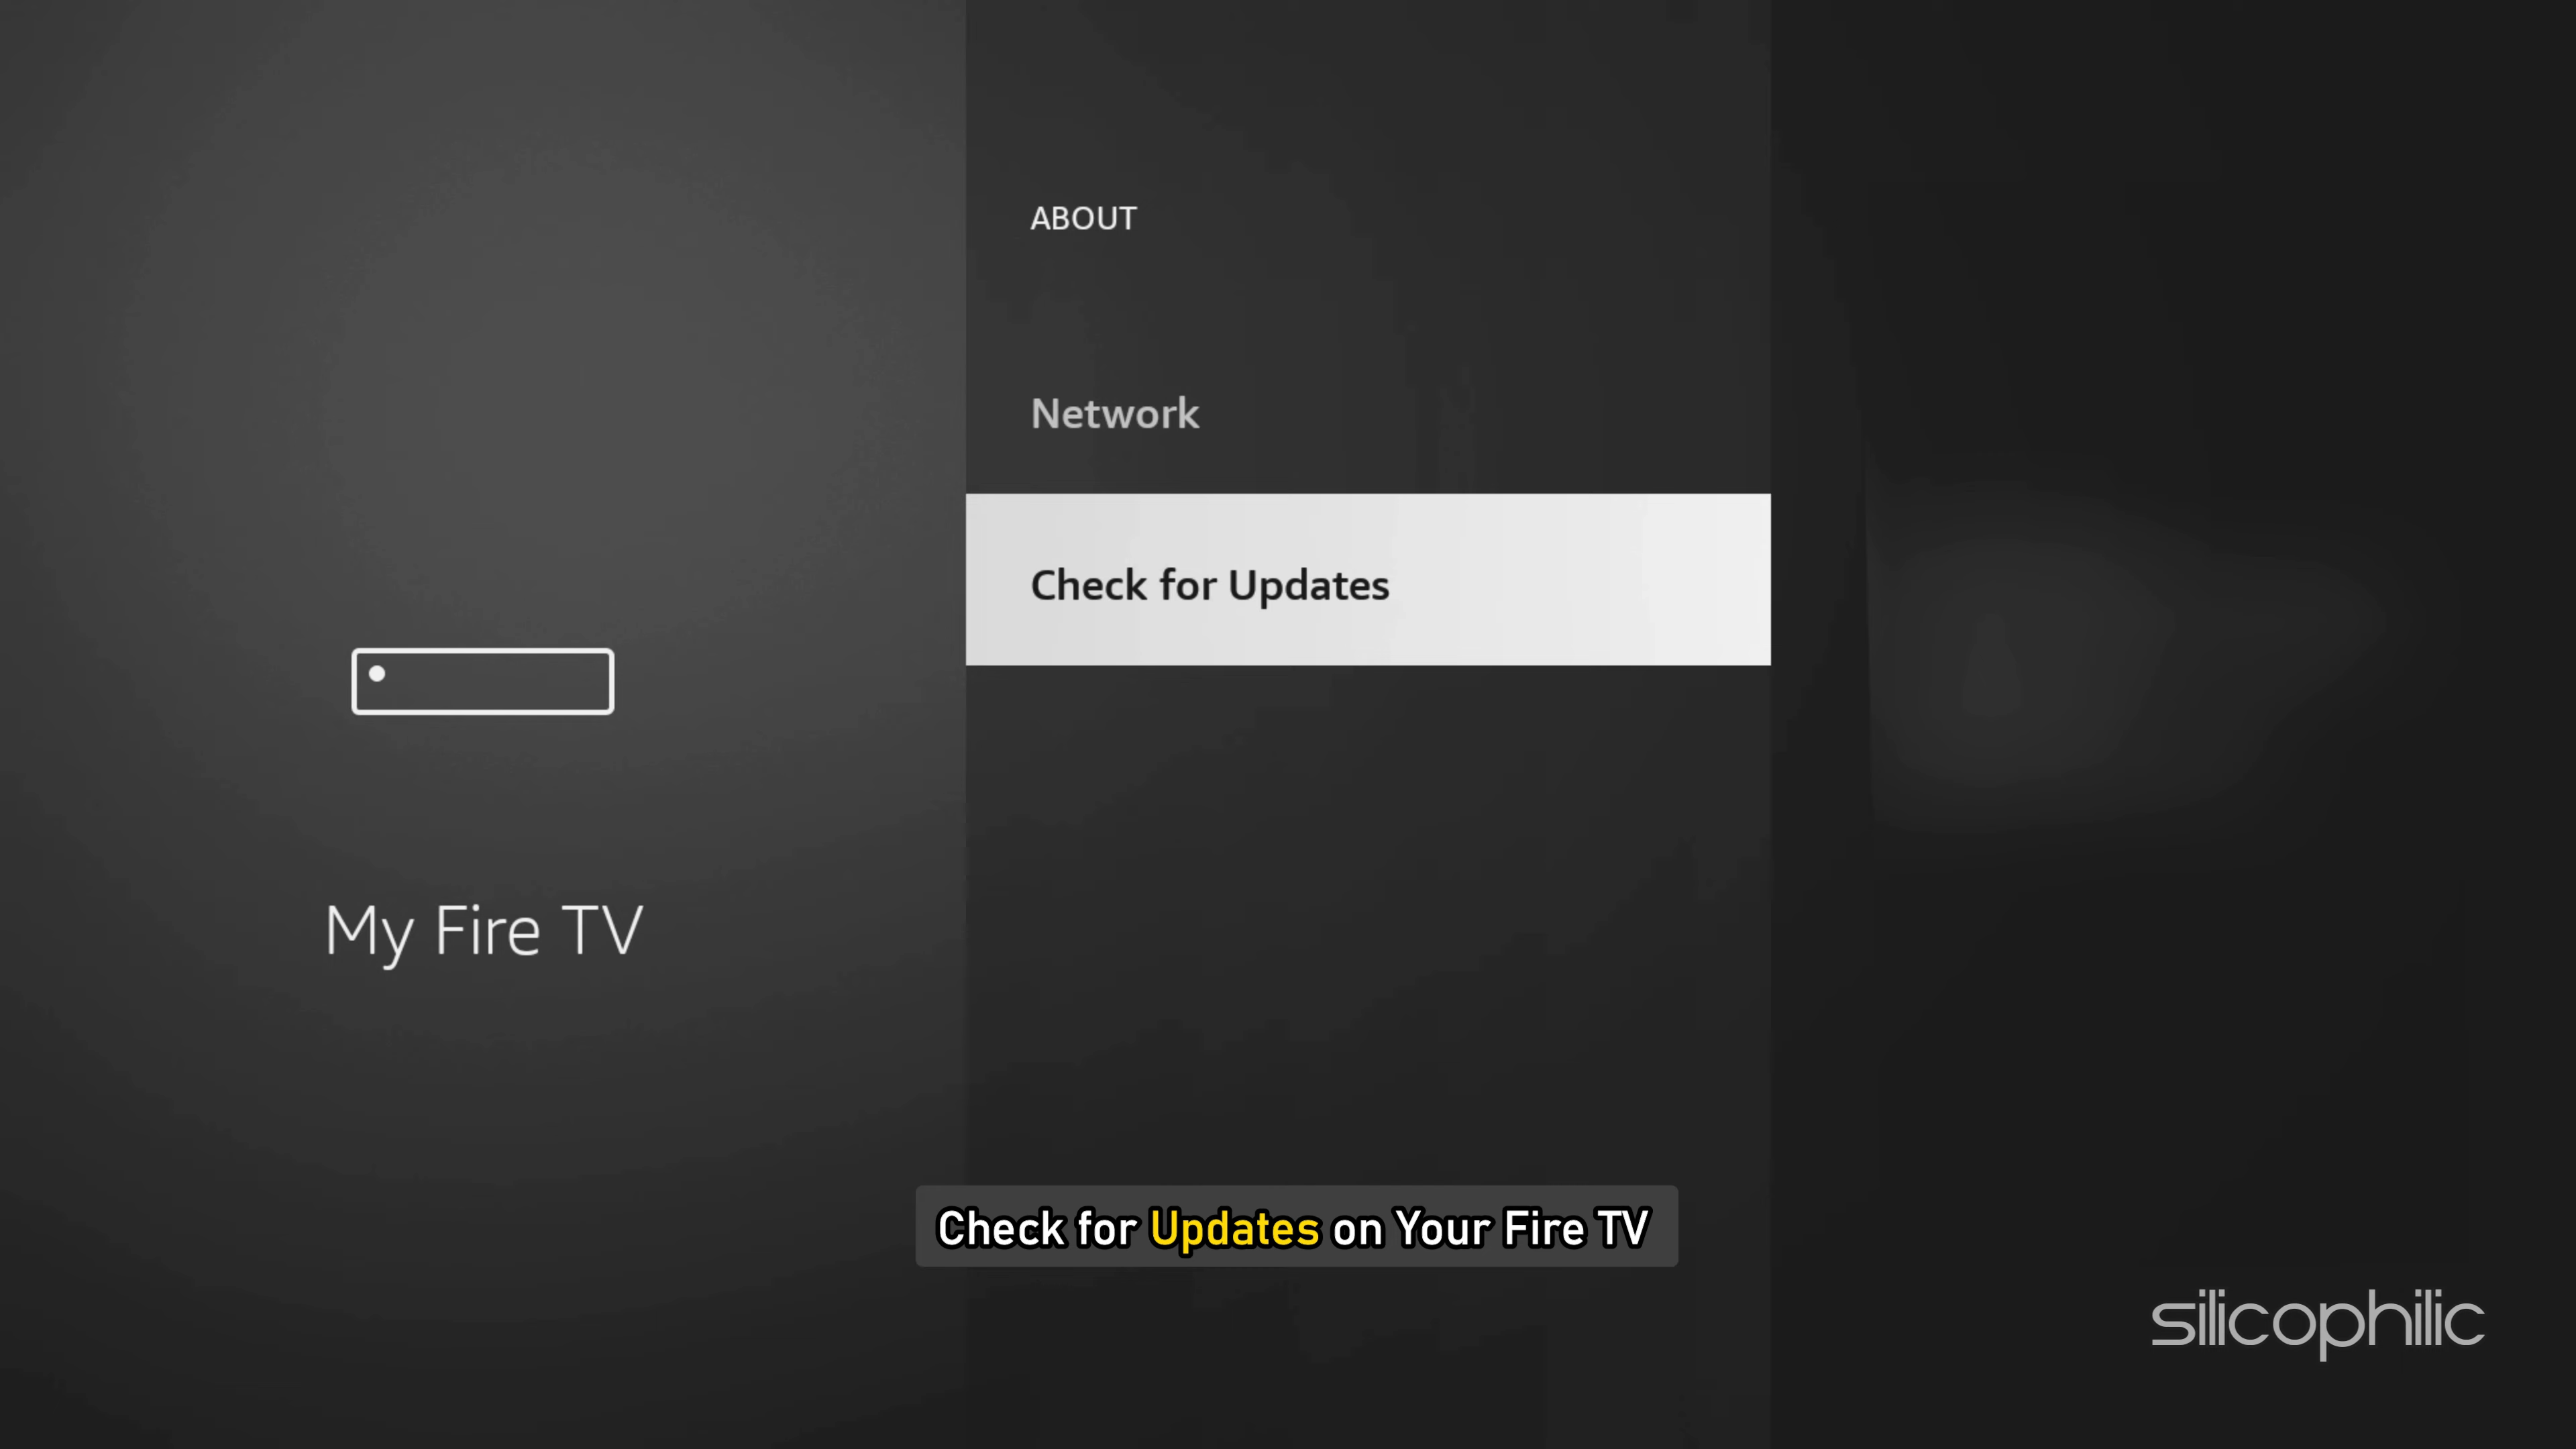 ABOUT
Network
Check for Updates
My Fire TV
Check for Updates on Your Fire TV
silicophilic